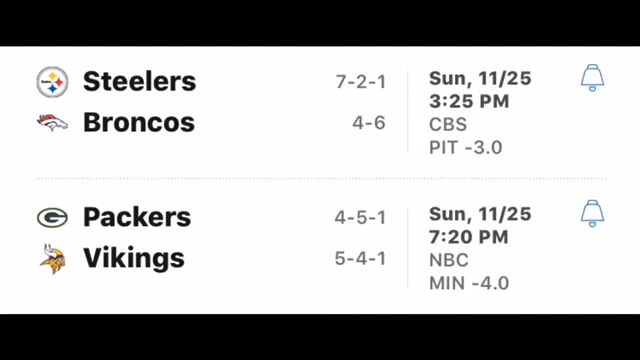 Steelers 7-2-1
Broncos 4-6
Sun, 11/25
3:25 PM
CBS
PIT -3.0
Packers 4-5-1
Vikings 5-4-1
Sun, 11/25
7:20 PM
NBC
MIN -4.0